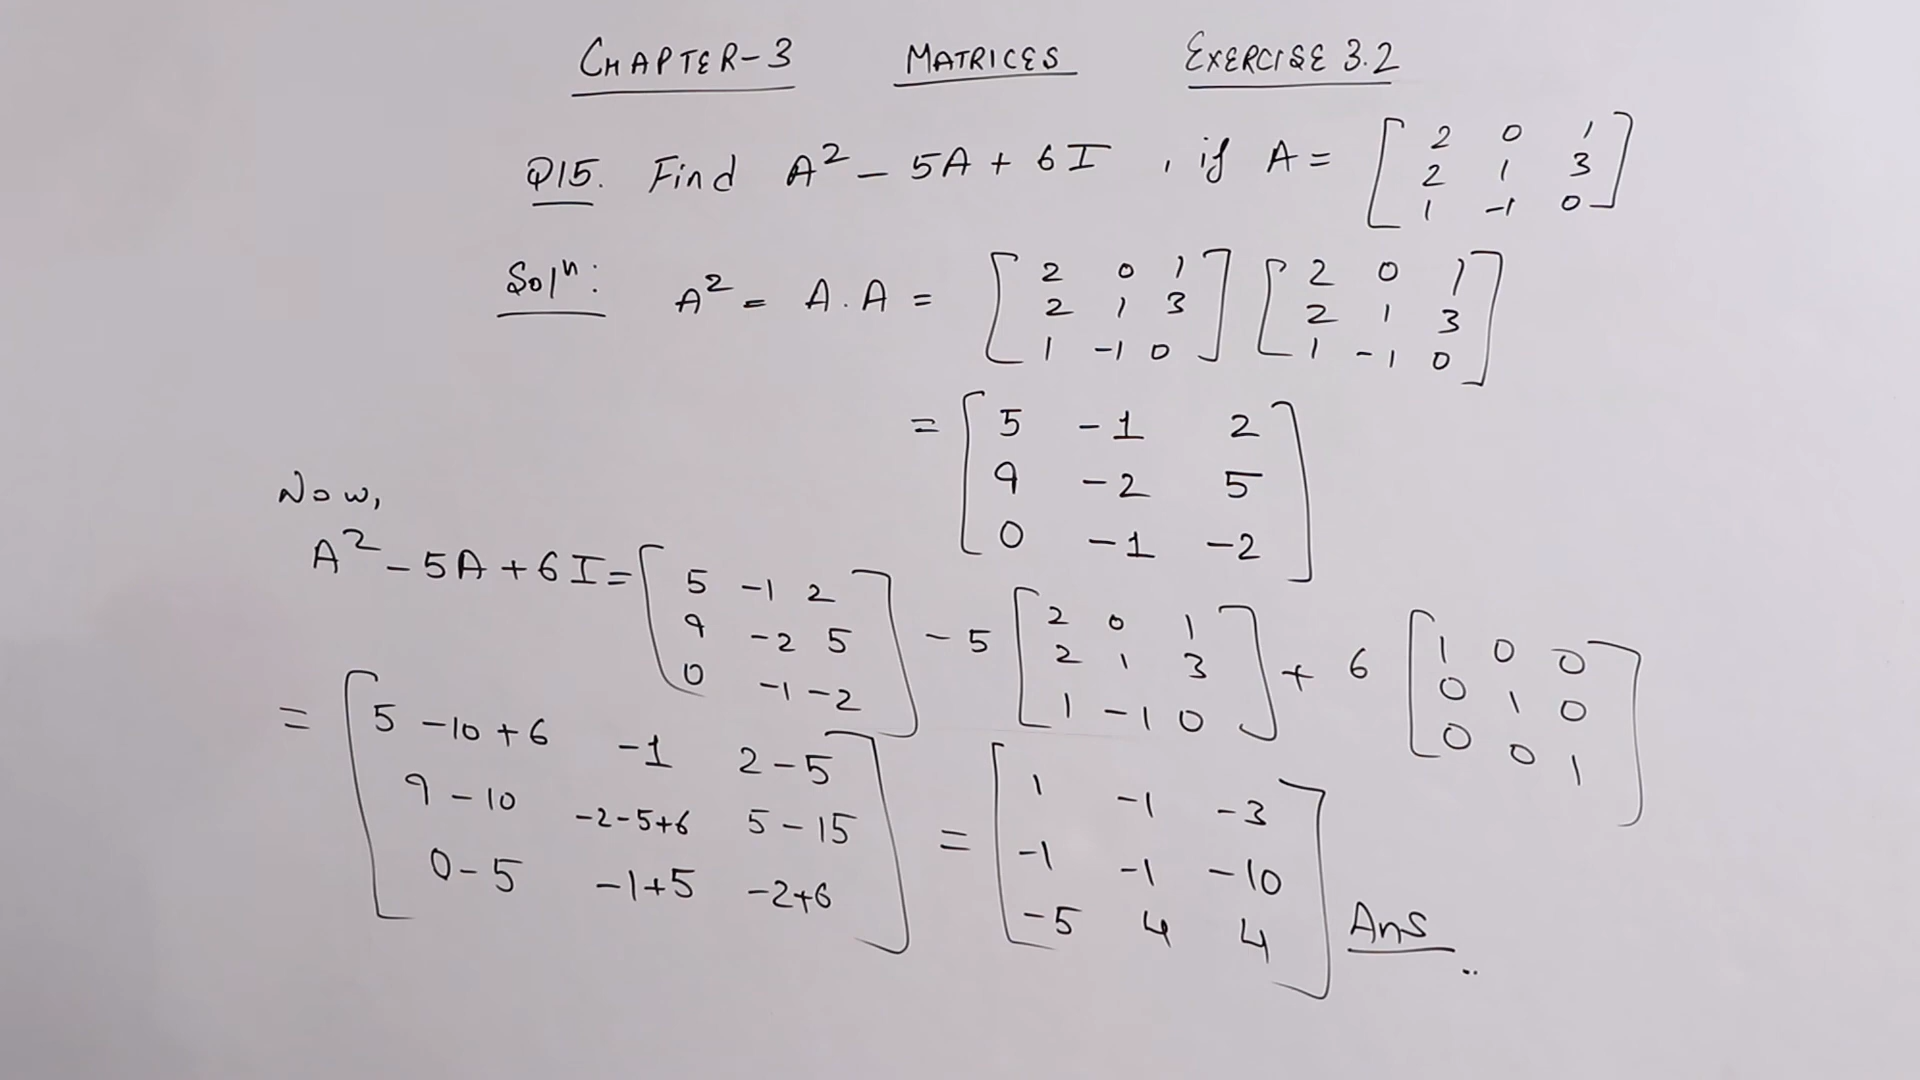 CHAPTER-3 MATRICES EXERCISE 3.2
Q15. Find A² - 5A + 6I , if A = [2 0 1
2 1 3
1 -1 0]
Solⁿ: A² = A.A = [2 0 1] [2 0 1]
[2 1 3] [2 1 3]
[1 -1 0] [1 -1 0]
= [5 -1 2
9 -2 5
0 -1 -2]
Now,
A² - 5A + 6I = [5 -1 2] - 5 [2 0 1] + 6 [1 0 0]
[9 -2 5] [2 1 3] [0 1 0]
[0 -1 -2] [1 -1 0] [0 0 1]
= [5 -10 +6 -1 2-5] = [1 -1 -3]
[9 -10 -2-5+6 5-15] [-1 -1 -10]
[0-5 -1+5 -2+6] [-5 4 4] Ans